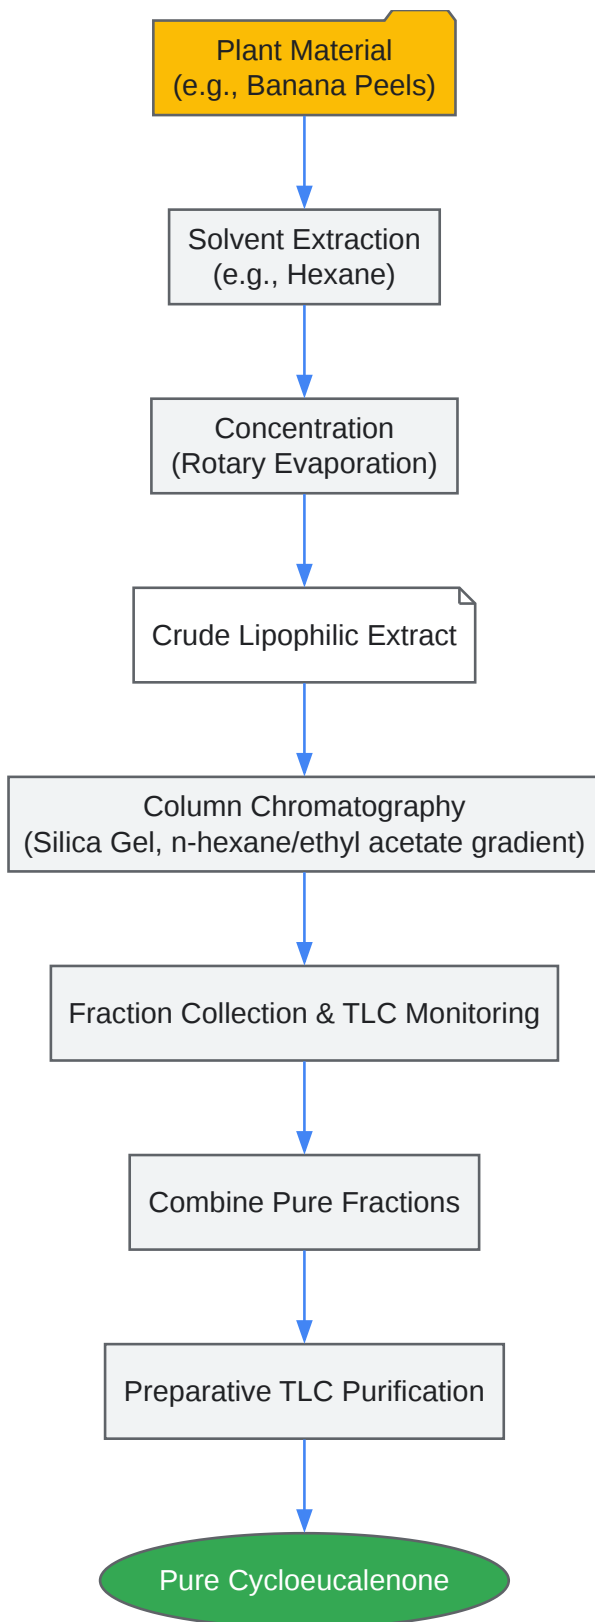 Plant Material
(e.g., Banana Peels)
Solvent Extraction
(e.g., Hexane)
Concentration
(Rotary Evaporation)
Crude Lipophilic Extract
Column Chromatography
(Silica Gel, n-hexane/ethyl acetate gradient)
Fraction Collection & TLC Monitoring
Combine Pure Fractions
Preparative TLC Purification
Pure Cycloeucalenone